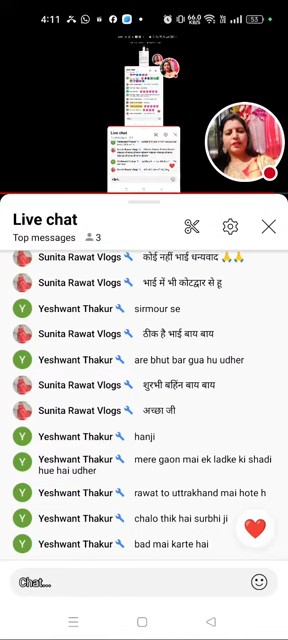 4:11
66.0 KB/S
53
Live chat
Top messages 3
Sunita Rawat Vlogs कोई नहीं भाई धन्यवाद 🙏🙏
Sunita Rawat Vlogs भाई में भी कोटद्वार से हू
Yeshwant Thakur sirmour se
Sunita Rawat Vlogs ठीक है भाई बाय बाय
Yeshwant Thakur are bhut bar gua hu udher
Sunita Rawat Vlogs शुरभी बहिंन बाय बाय
Sunita Rawat Vlogs अच्छा जी
Yeshwant Thakur hanji
Yeshwant Thakur mere gaon mai ek ladke ki shadi
hue hai udher
Yeshwant Thakur rawat to uttrakhand mai hote h
Yeshwant Thakur chalo thik hai surbhi ji
Yeshwant Thakur bad mai karte hai
Chat...